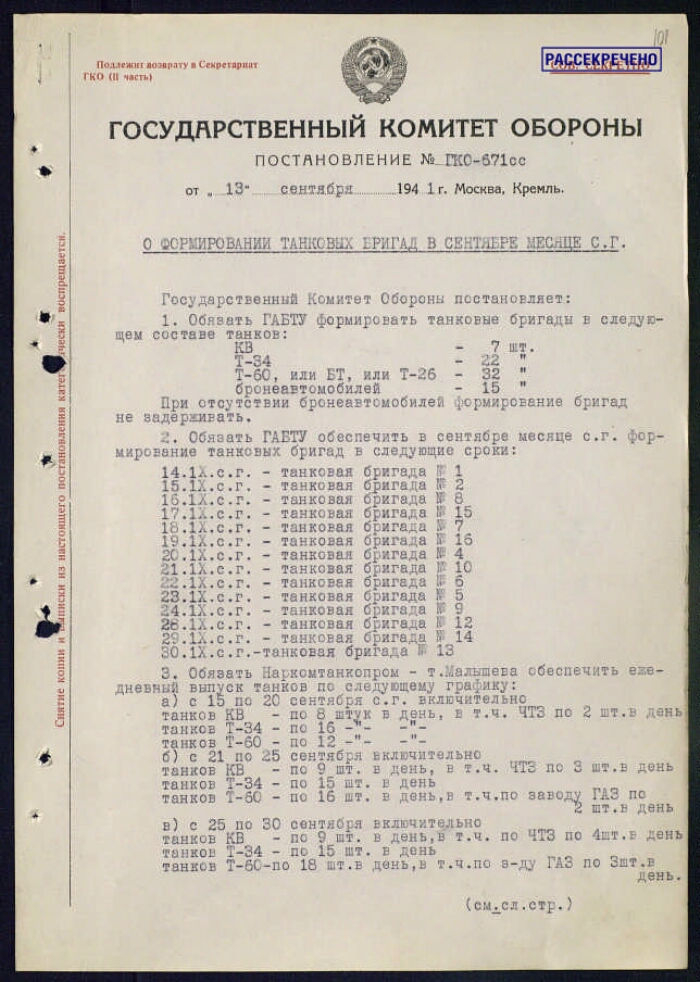 101
РАССЕКРЕЧЕНО
Подлежит возврату в Секретариат
ГКО (II часть)
СОВ. СЕКРЕТНО
ГОСУДАРСТВЕННЫЙ КОМИТЕТ ОБОРОНЫ
ПОСТАНОВЛЕНИЕ № ГКО-671сс
от „ 13" сентября 1941 г. Москва, Кремль.
О ФОРМИРОВАНИИ ТАНКОВЫХ БРИГАД В СЕНТЯБРЕ МЕСЯЦЕ С.Г.
Государственный Комитет Обороны постановляет:
1. Обязать ГАБТУ формировать танковые бригады в следую-
щем составе танков:
КВ - 7 шт.
Т-34 - 22 "
Т-60, или БТ, или Т-26 - 32 "
бронеавтомобилей - 15 "
При отсутствии бронеавтомобилей формирование бригад
не задерживать.
2. Обязать ГАБТУ обеспечить в сентябре месяце с.г. фор-
мирование танковых бригад в следующие сроки:
14.IX.с.г. - танковая бригада № 1
15.IX.с.г. - танковая бригада № 2
16.IX.с.г. - танковая бригада № 8
17.IX.с.г. - танковая бригада № 15
18.IX.с.г. - танковая бригада № 7
19.IX.с.г. - танковая бригада № 16
20.IX.с.г. - танковая бригада № 4
21.IX.с.г. - танковая бригада № 10
22.IX.с.г. - танковая бригада № 6
23.IX.с.г. - танковая бригада № 5
24.IX.с.г. - танковая бригада № 9
28.IX.с.г. - танковая бригада № 12
29.IX.с.г. - танковая бригада № 14
30.IX.с.г.-танковая бригада № 13
3. Обязать Наркомтанкопром - т.Малышева обеспечить еже-
дневный выпуск танков по следующему графику:
а) с 15 по 20 сентября с.г. включительно
танков КВ - по 8 штук в день, в т.ч. ЧТЗ по 2 шт.в день
танков Т-34 - по 16 -"- -"-
танков Т-60 - по 12 -"- -"-
б) с 21 по 25 сентября включительно
танков КВ - по 9 шт. в день, в т.ч. ЧТЗ по 3 шт.в день
танков Т-34 - по 15 шт. в день
танков Т-60 - по 16 шт. в день,в т.ч.по заводу ГАЗ по
2 шт.в день
в) с 25 по 30 сентября включительно
танков КВ - по 9 шт. в день,в т.ч. по ЧТЗ по 4шт.в день
танков Т-34 - по 15 шт.в день
танков Т-60-по 18 шт.в день,в т.ч.по з-ду ГАЗ по 3шт.в
день.
(см.сл.стр.)
Снятие копии и выписки из настоящего постановления категорически воспрещается.